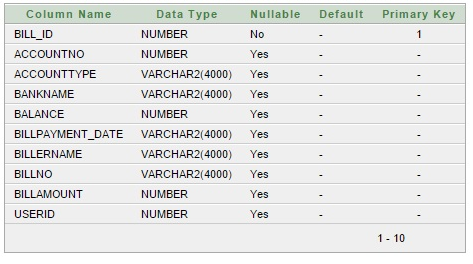 Column Name Data Type Nullable Default Primary Key
BILL_ID NUMBER No - 1
ACCOUNTNO NUMBER Yes - -
ACCOUNTTYPE VARCHAR2(4000) Yes - -
BANKNAME VARCHAR2(4000) Yes - -
BALANCE NUMBER Yes - -
BILLPAYMENT_DATE VARCHAR2(4000) Yes - -
BILLERNAME VARCHAR2(4000) Yes - -
BILLNO VARCHAR2(4000) Yes - -
BILLAMOUNT NUMBER Yes - -
USERID NUMBER Yes - -
1 - 10